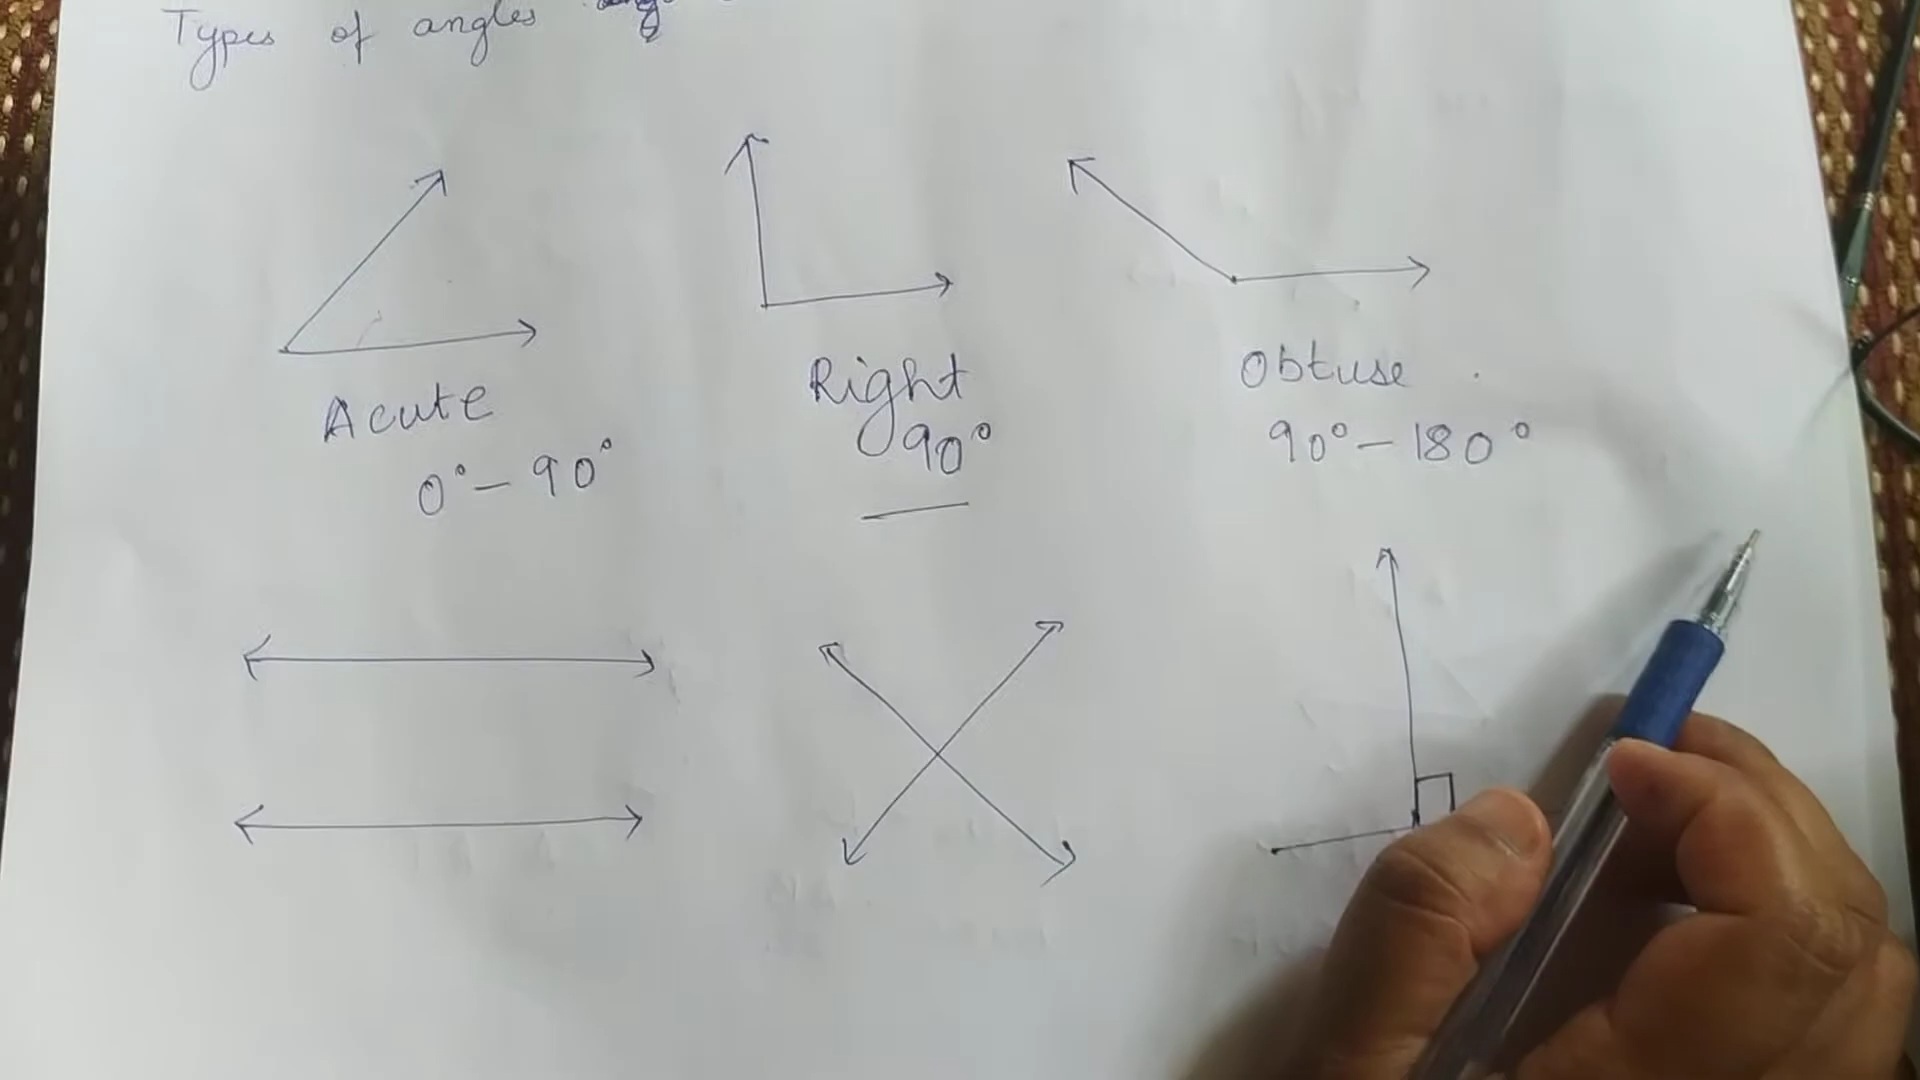 Types of angles
Acute
0° – 90°
Right
90°
Obtuse
90° – 180°